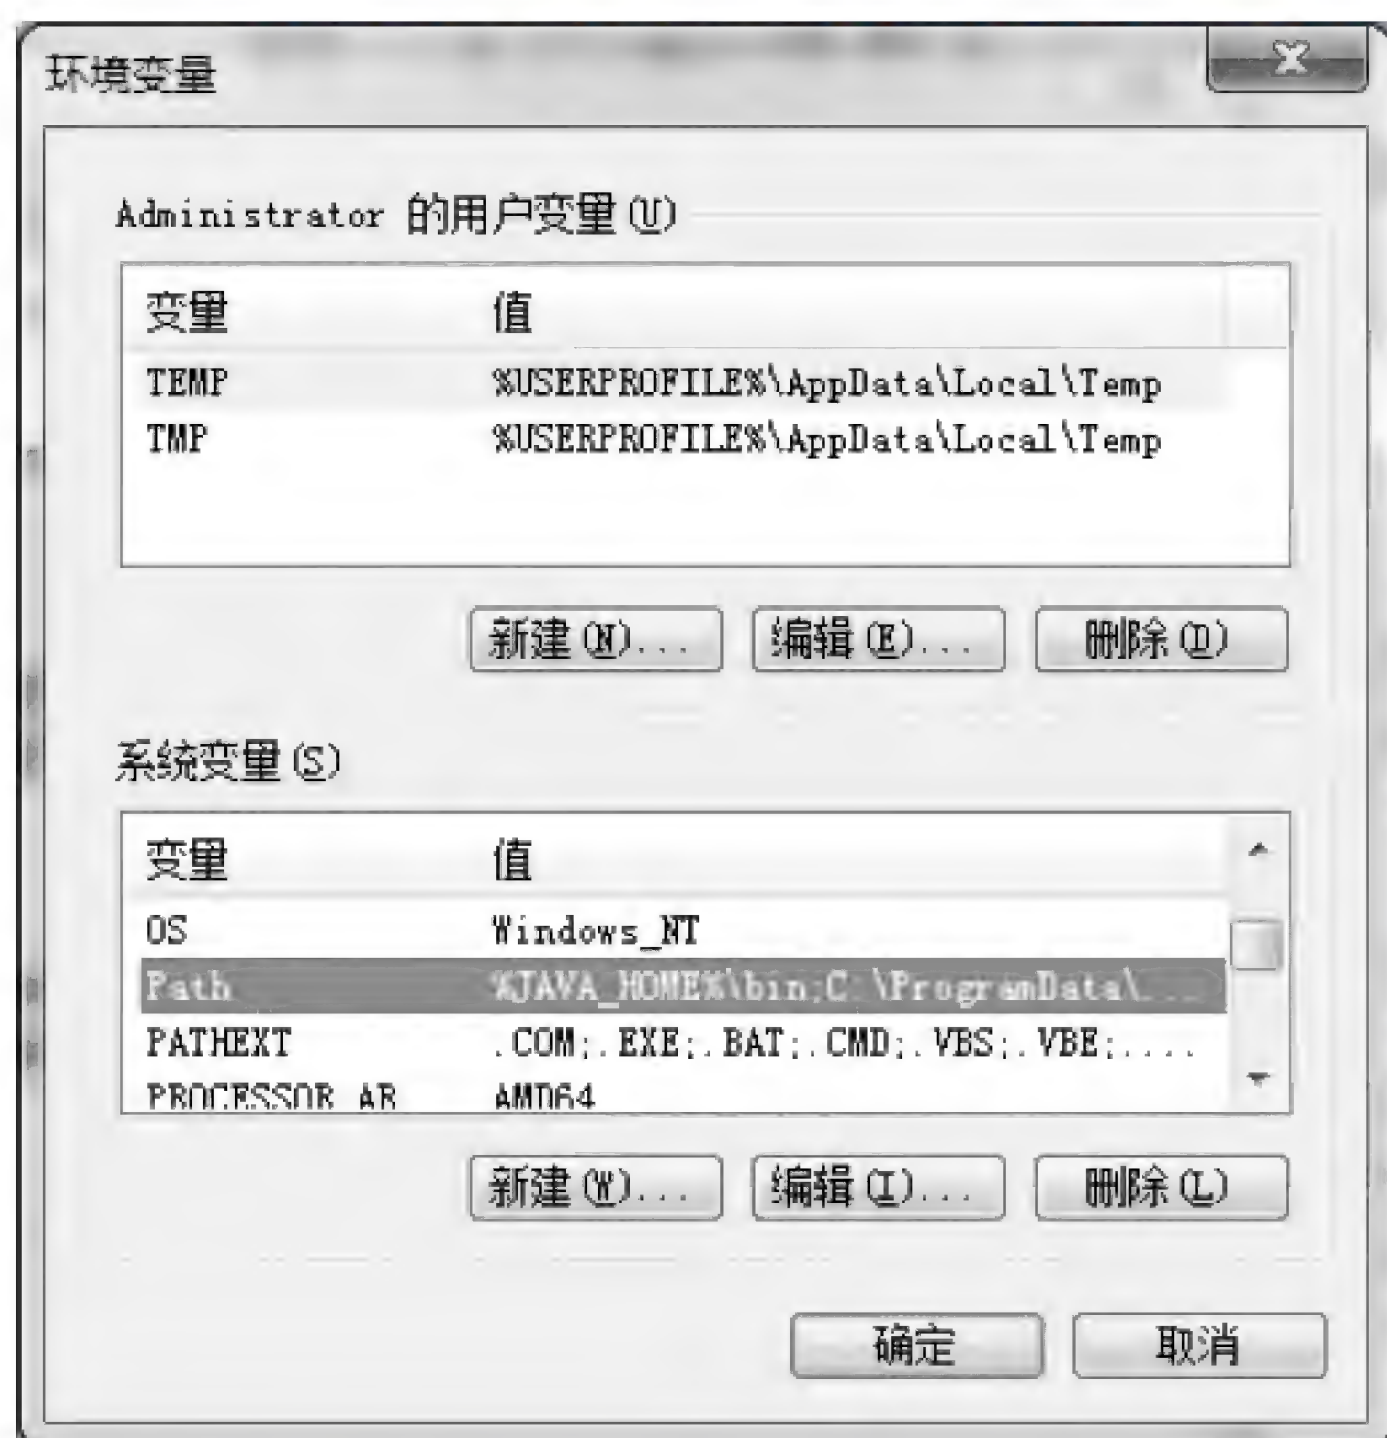 环境变量
Administrator 的用户变量(U)
变量 值
TEMP %USERPROFILE%\AppData\Local\Temp
TMP %USERPROFILE%\AppData\Local\Temp
新建(N)... 编辑(E)... 删除(D)
系统变量(S)
变量 值
OS Windows_NT
Path %JAVA_HOME%\bin;C:\ProgramData\...
PATHEXT .COM;.EXE;.BAT;.CMD;.VBS;.VBE;....
PROCESSOR_AR AMD64
新建(W)... 编辑(I)... 删除(L)
确定 取消